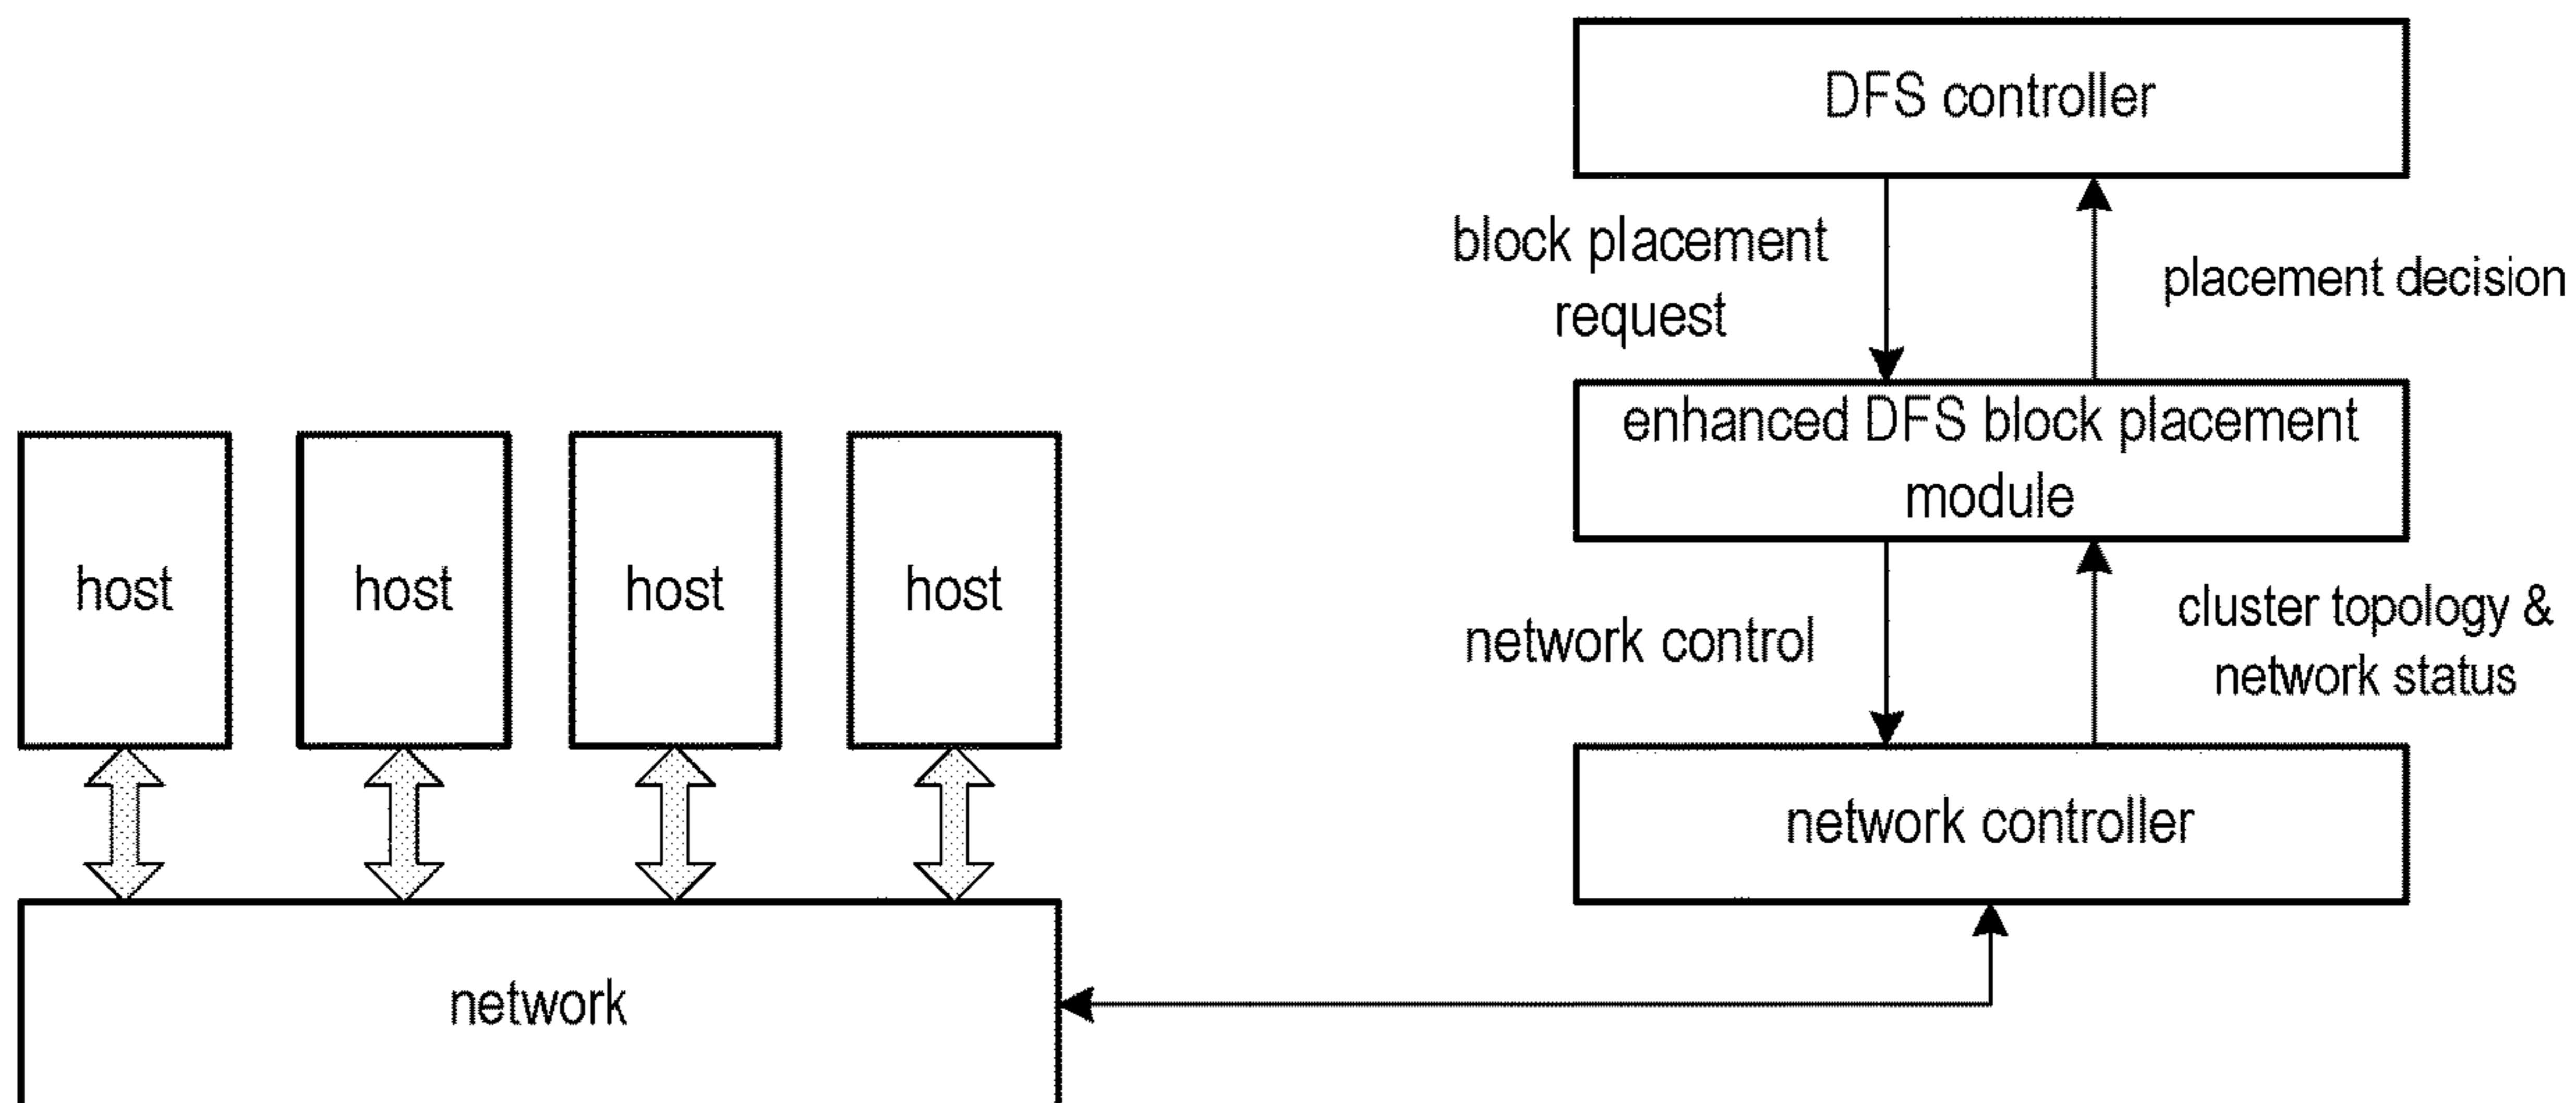 DFS controller
block placement
request
placement decision
enhanced DFS block placement
module
host
host
host
host
network control
cluster topology &
network status
network controller
network